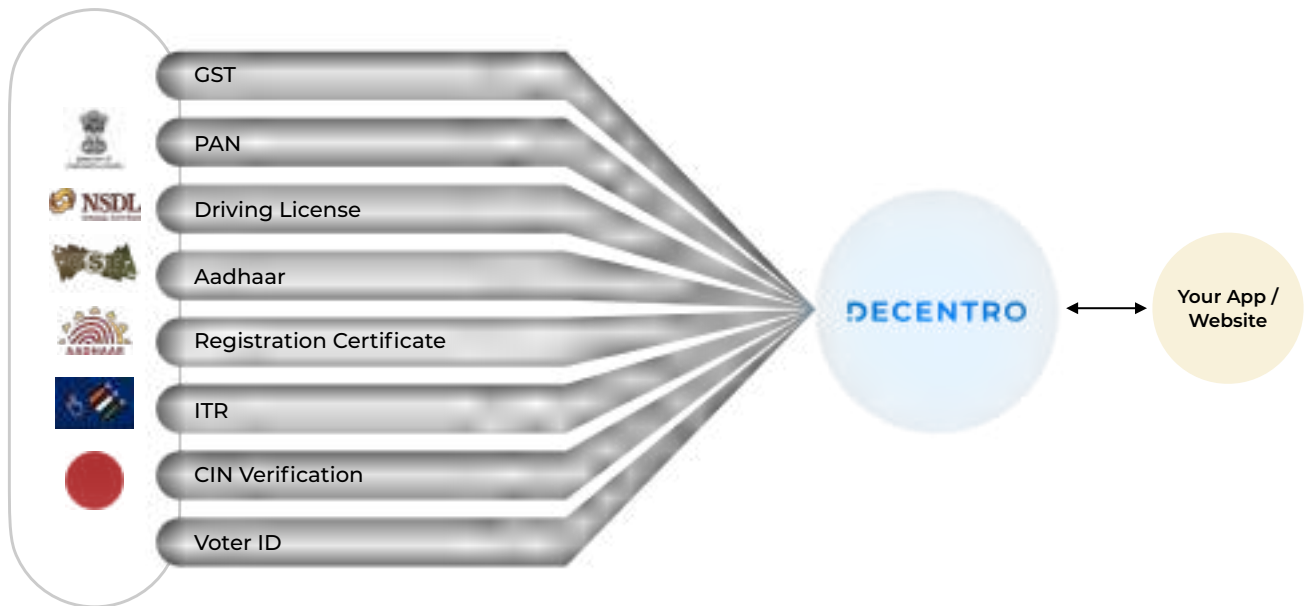 GST
PAN
NSDL
Driving License
Aadhaar
AADHAAR
Registration Certificate
ITR
CIN Verification
Voter ID
DECENTRO
Your App /
Website